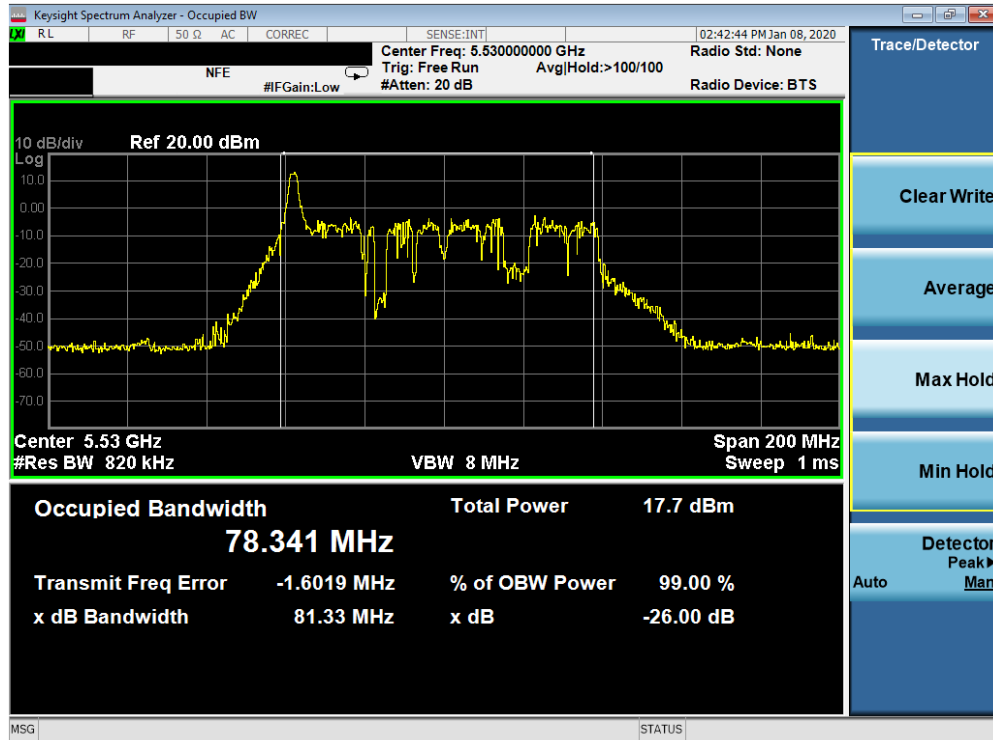 Keysight Spectrum Analyzer - Occupied BW
LXI RL RF 50 Ω AC CORREC SENSE:INT 02:42:44 PM Jan 08, 2020
Center Freq: 5.530000000 GHz Radio Std: None
NFE Trig: Free Run Avg|Hold:>100/100
#IFGain:Low #Atten: 20 dB Radio Device: BTS
10 dB/div Ref 20.00 dBm
Log
10.0
0.00
-10.0
-20.0
-30.0
-40.0
-50.0
-60.0
-70.0
Center 5.53 GHz Span 200 MHz
#Res BW 820 kHz VBW 8 MHz Sweep 1 ms
Occupied Bandwidth Total Power 17.7 dBm
78.341 MHz
Transmit Freq Error -1.6019 MHz % of OBW Power 99.00 %
x dB Bandwidth 81.33 MHz x dB -26.00 dB
MSG STATUS
Trace/Detector
Clear Write
Average
Max Hold
Min Hold
Detector
Peak▶
Auto Man